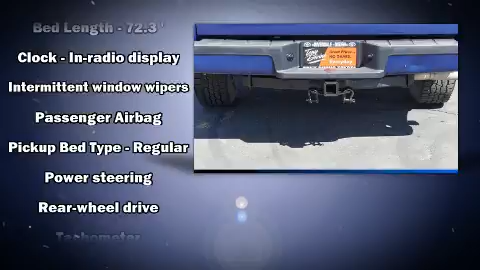 Bed Length - 72.3"
Clock - In-radio display
Intermittent window wipers
Passenger Airbag
Pickup Bed Type - Regular
Power steering
Rear-wheel drive
Tachometer